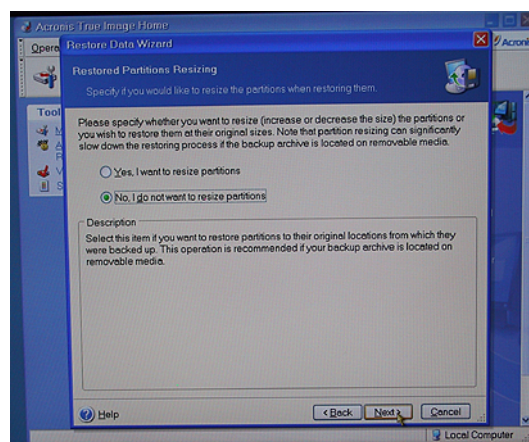 Acronis True Image Home
Opera
Acroni
Restore Data Wizard
Restored Partitions Resizing
Specify if you would like to resize the partitions when restoring them.
Tool
Please specify whether you want to resize (increase or decrease the size) the partitions or
you wish to restore them at their original sizes. Note that partition resizing can significantly
slow down the restoring process if the backup archive is located on removable media.
M
A
R
V
S
Yes, I want to resize partitions
No, I do not want to resize partitions
Description
Select this item if you want to restore partitions to their original locations from which they
were backed up. This operation is recommended if your backup archive is located on
removable media.
Help
< Back
Next >
Cancel
Local Computer